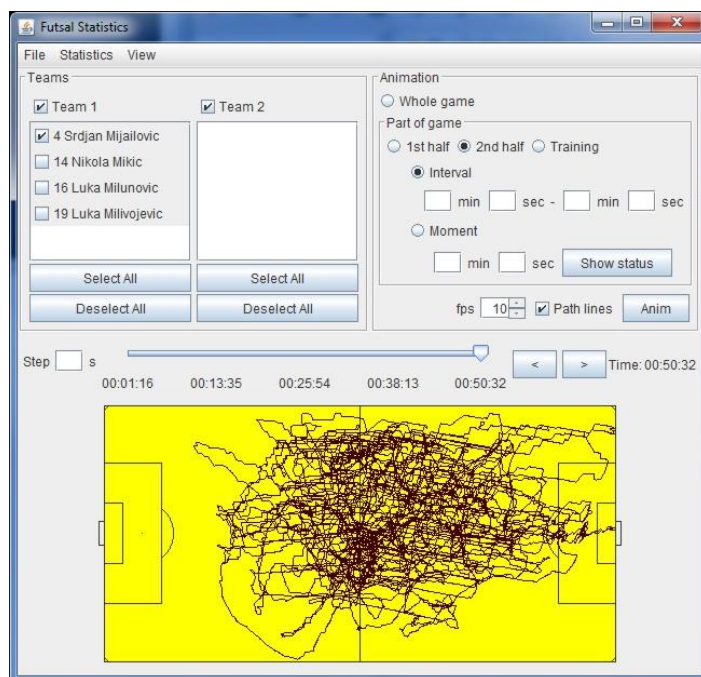 Futsal Statistics
File Statistics View
Teams
Team 1 Team 2
4 Srdjan Mijailovic
14 Nikola Mikic
16 Luka Milunovic
19 Luka Milivojevic
Select All Select All
Deselect All Deselect All
Animation
Whole game
Part of game
1st half 2nd half Training
Interval
min sec - min sec
Moment
min sec Show status
fps 10 Path lines Anim
Step s < > Time: 00:50:32
00:01:16 00:13:35 00:25:54 00:38:13 00:50:32